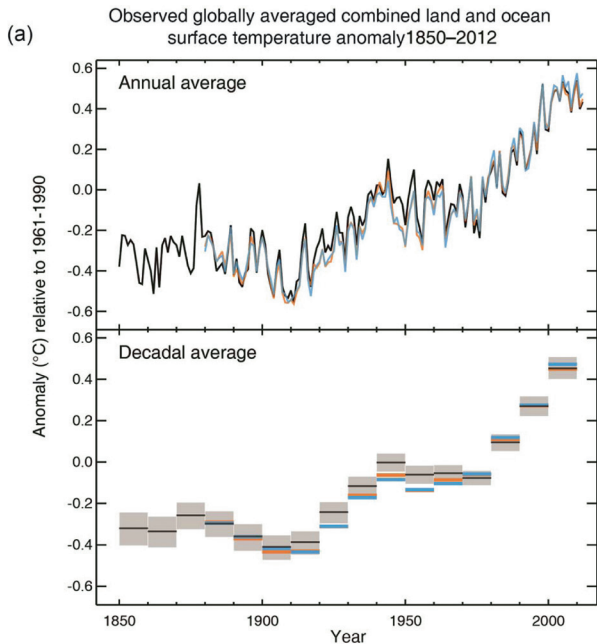 Observed globally averaged combined land and ocean
(a)
surface temperature anomaly1850–2012
Annual average
0.6
0.4
0.2
0.0
-0.2
-0.4
-0.6
Anomaly (°C) relative to 1961-1990
Decadal average
0.6
0.4
0.2
0.0
-0.2
-0.4
-0.6
1850 1900 1950 2000
Year